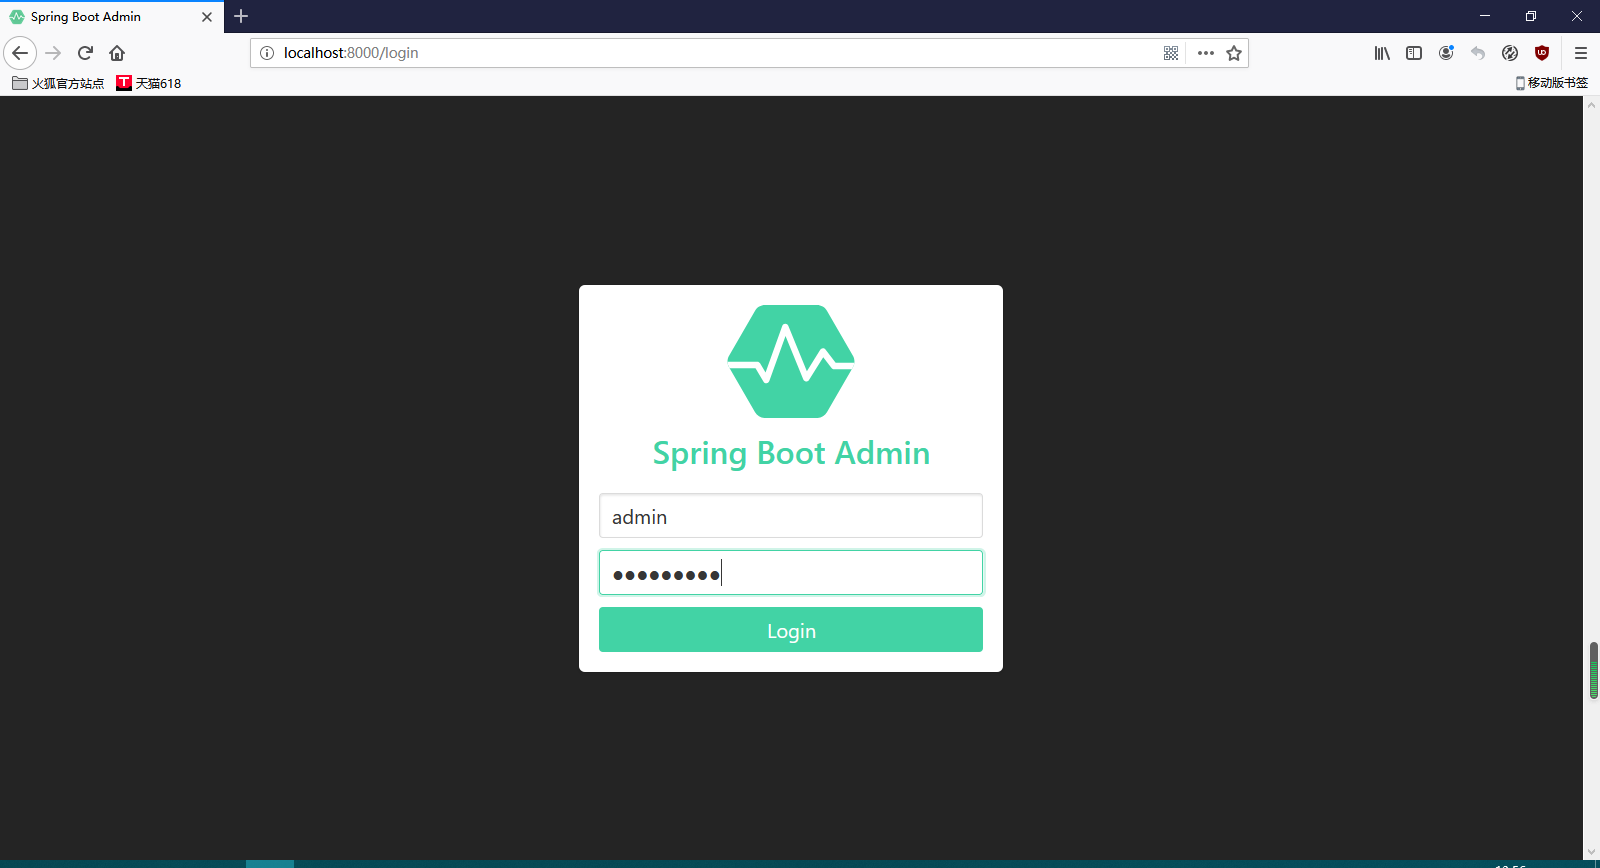 Spring Boot Admin
localhost:8000/login
火狐官方站点
天猫618
移动版书签
Spring Boot Admin
admin
●●●●●●●●●
Login